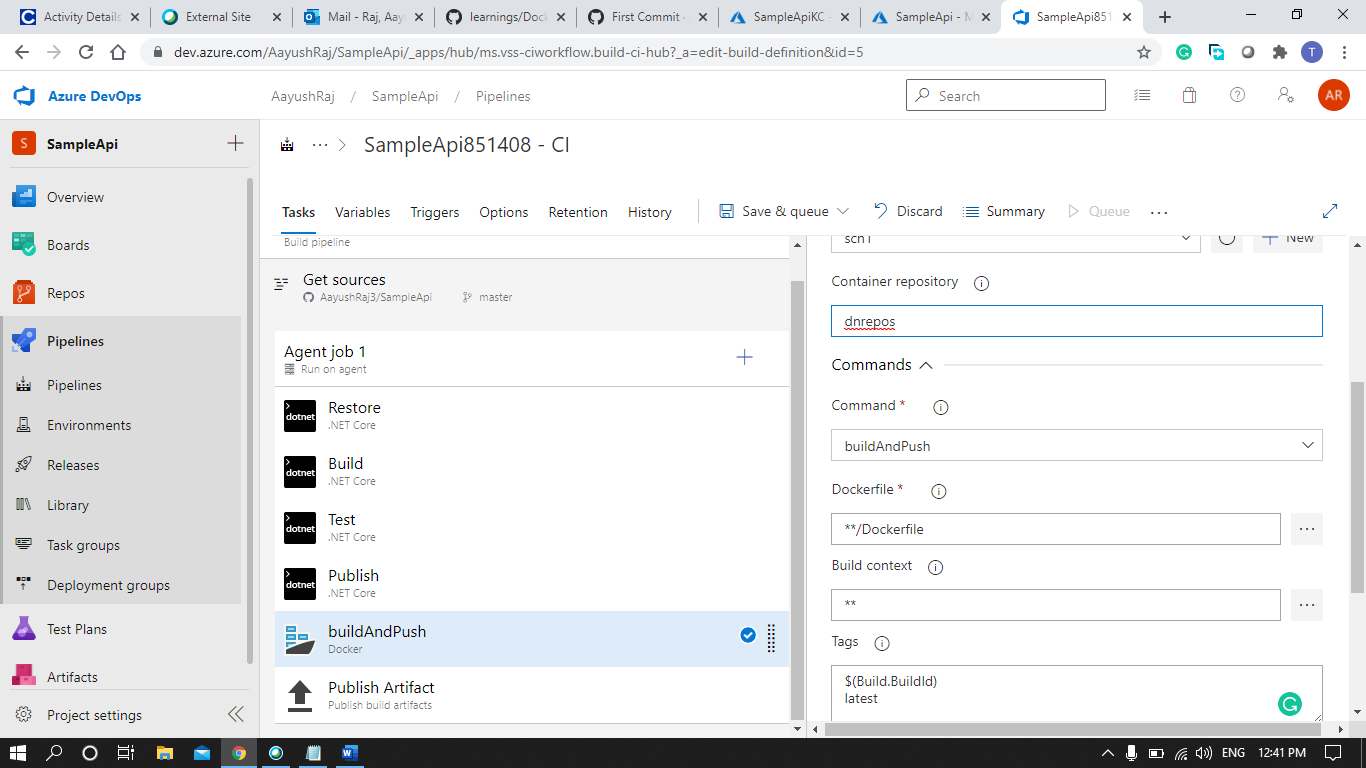 Activity Details
External Site
Mail - Raj, Aay
learnings/Dock
First Commit -
SampleApiKC -
SampleApi - M
SampleApi851
dev.azure.com/AayushRaj/SampleApi/_apps/hub/ms.vss-ciworkflow.build-ci-hub?_a=edit-build-definition&id=5
T
Azure DevOps
AayushRaj / SampleApi / Pipelines
Search
AR
S SampleApi
Overview
Boards
Repos
Pipelines
Pipelines
Environments
Releases
Library
Task groups
Deployment groups
Test Plans
Artifacts
Project settings
... > SampleApi851408 - CI
Tasks Variables Triggers Options Retention History Save & queue Discard Summary Queue ...
Build pipeline
Get sources
AayushRaj3/SampleApi master
Agent job 1
Run on agent
dotnet
Restore
.NET Core
dotnet
Build
.NET Core
dotnet
Test
.NET Core
dotnet
Publish
.NET Core
buildAndPush
Docker
Publish Artifact
Publish build artifacts
sch1
New
Container repository
dnrepos
Commands
Command *
buildAndPush
Dockerfile *
**/Dockerfile
...
Build context
**
...
Tags
$(Build.BuildId)
latest
ENG 12:41 PM